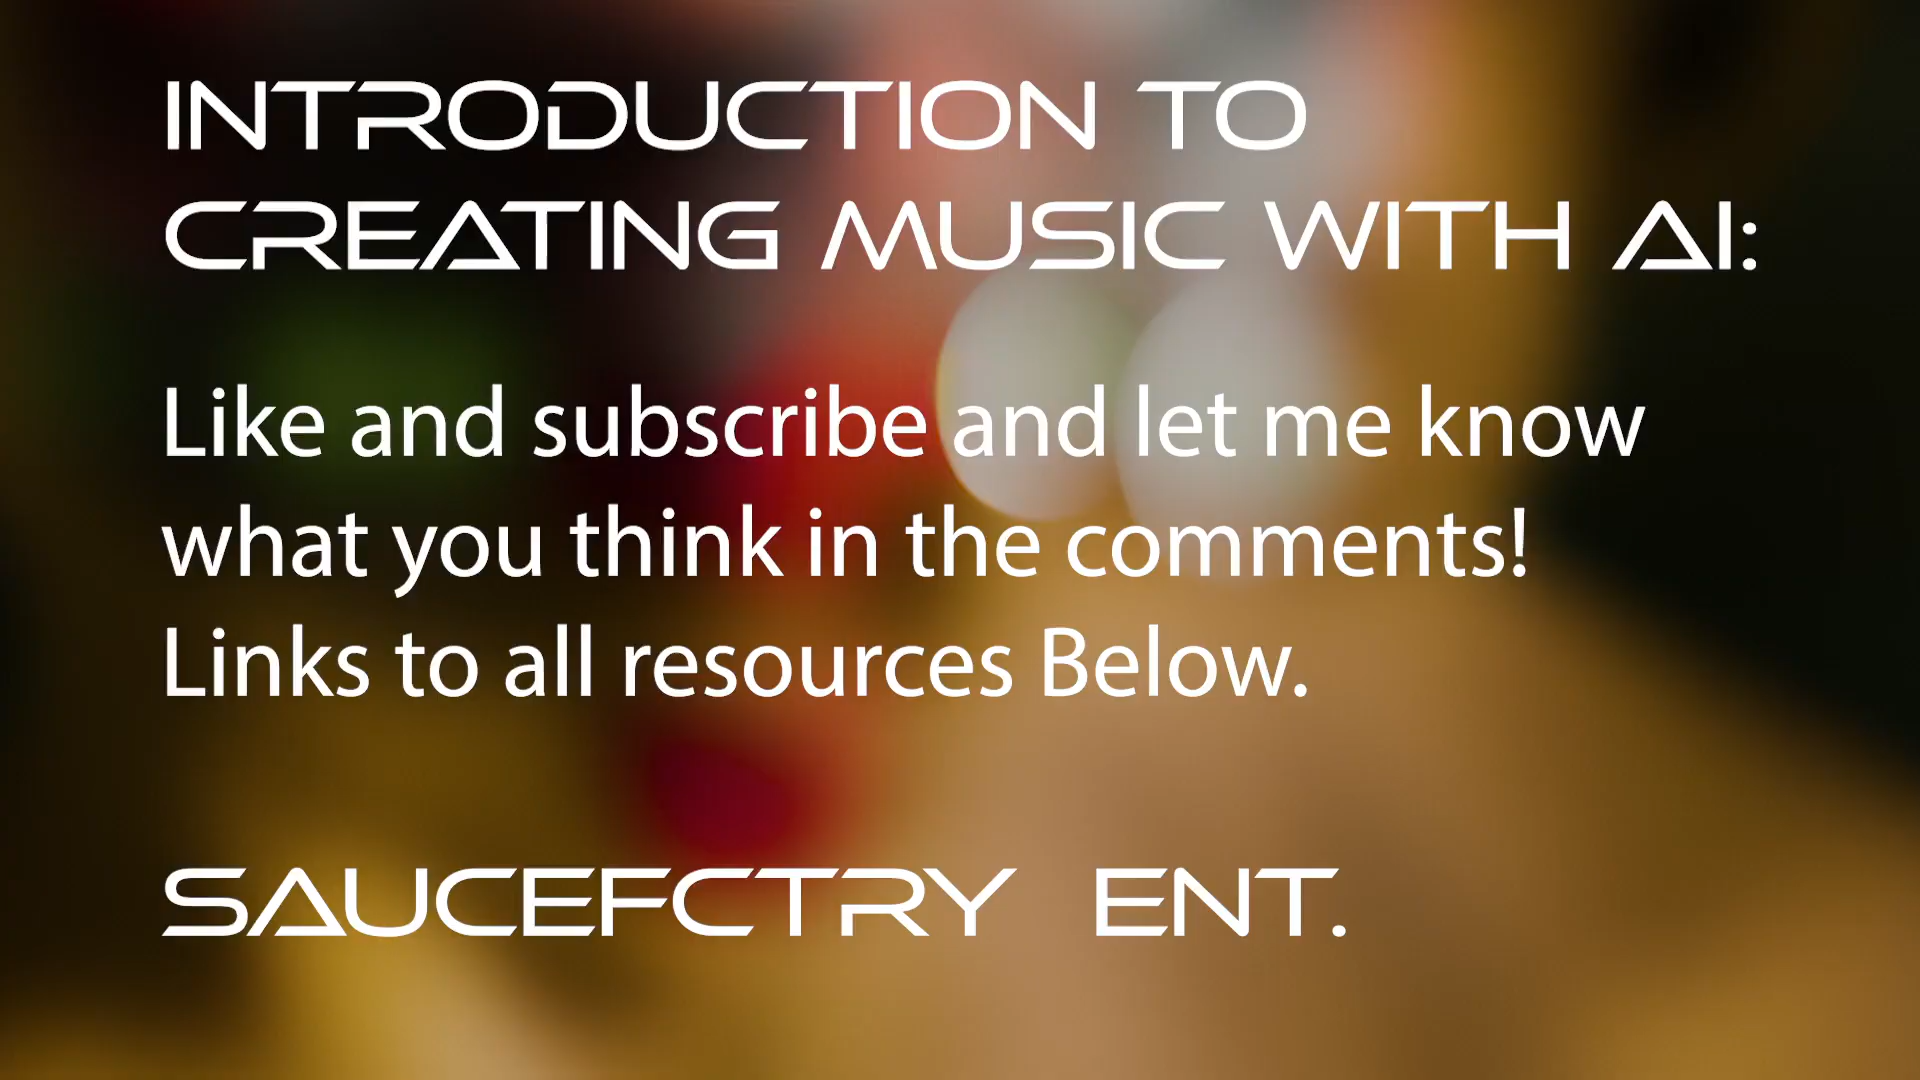 INTRODUCTION TO
CREATING MUSIC WITH AI:
Like and subscribe and let me know
what you think in the comments!
Links to all resources Below.
SAUCEFCTRY ENT.